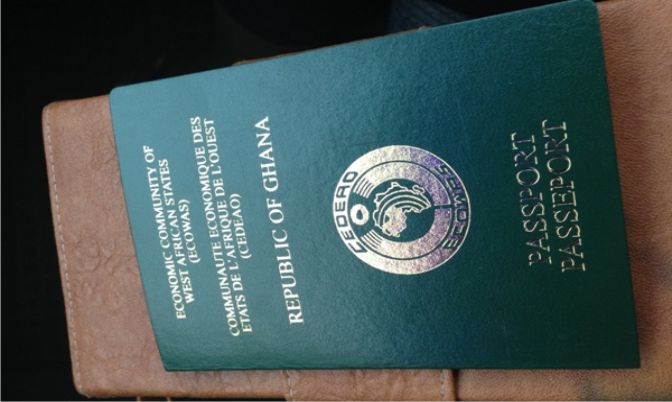 ECONOMIC COMMUNITY OF
WEST AFRICAN STATES
(ECOWAS)
COMMUNAUTE ECONOMIQUE DES
ETATS DE L'AFRIQUE DE L'OUEST
(CEDEAO)
REPUBLIC OF GHANA
CEDEAO
ECOWAS
PASSPORT
PASSEPORT